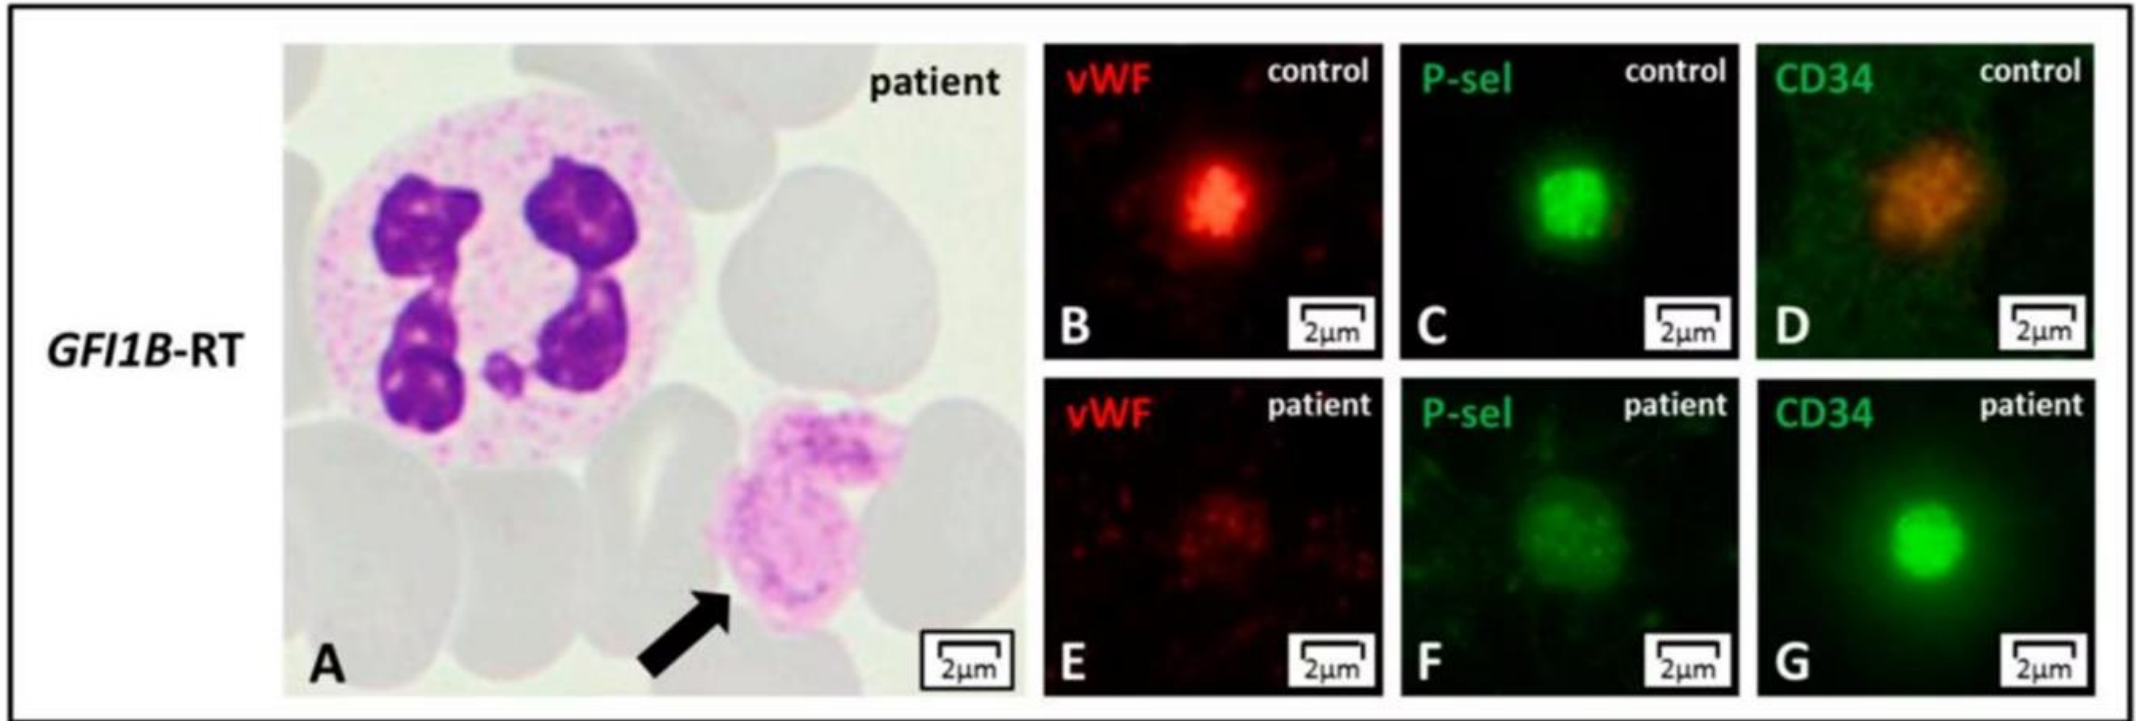 GFI1B-RT
patient
A
2µm
vWF control
B
2µm
P-sel control
C
2µm
CD34 control
D
2µm
vWF patient
E
2µm
P-sel patient
F
2µm
CD34 patient
G
2µm